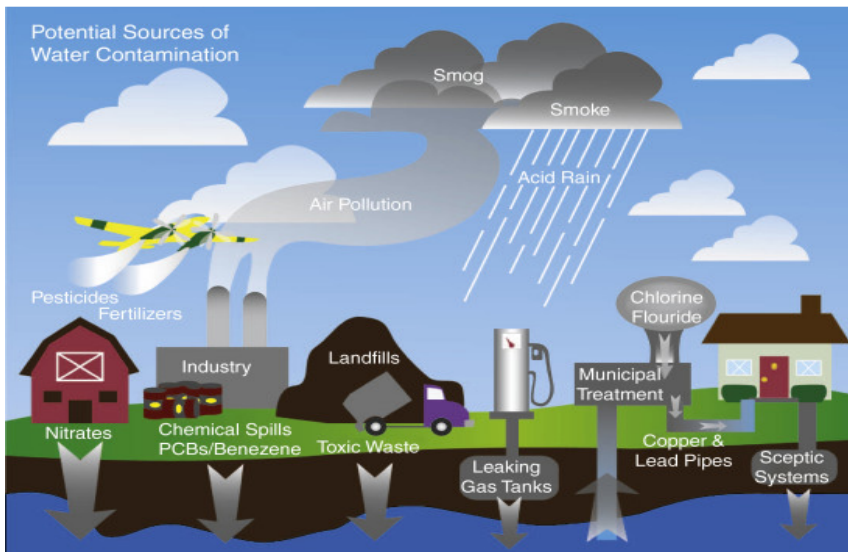 Potential Sources of
Water Contamination
Smog
Smoke
Acid Rain
Air Pollution
Pesticides
Fertilizers
Chlorine
Flouride
Industry
Landfills
Municipal
Treatment
Nitrates
Chemical Spills
PCBs/Benezene
Toxic Waste
Leaking
Gas Tanks
Copper &
Lead Pipes
Sceptic
Systems